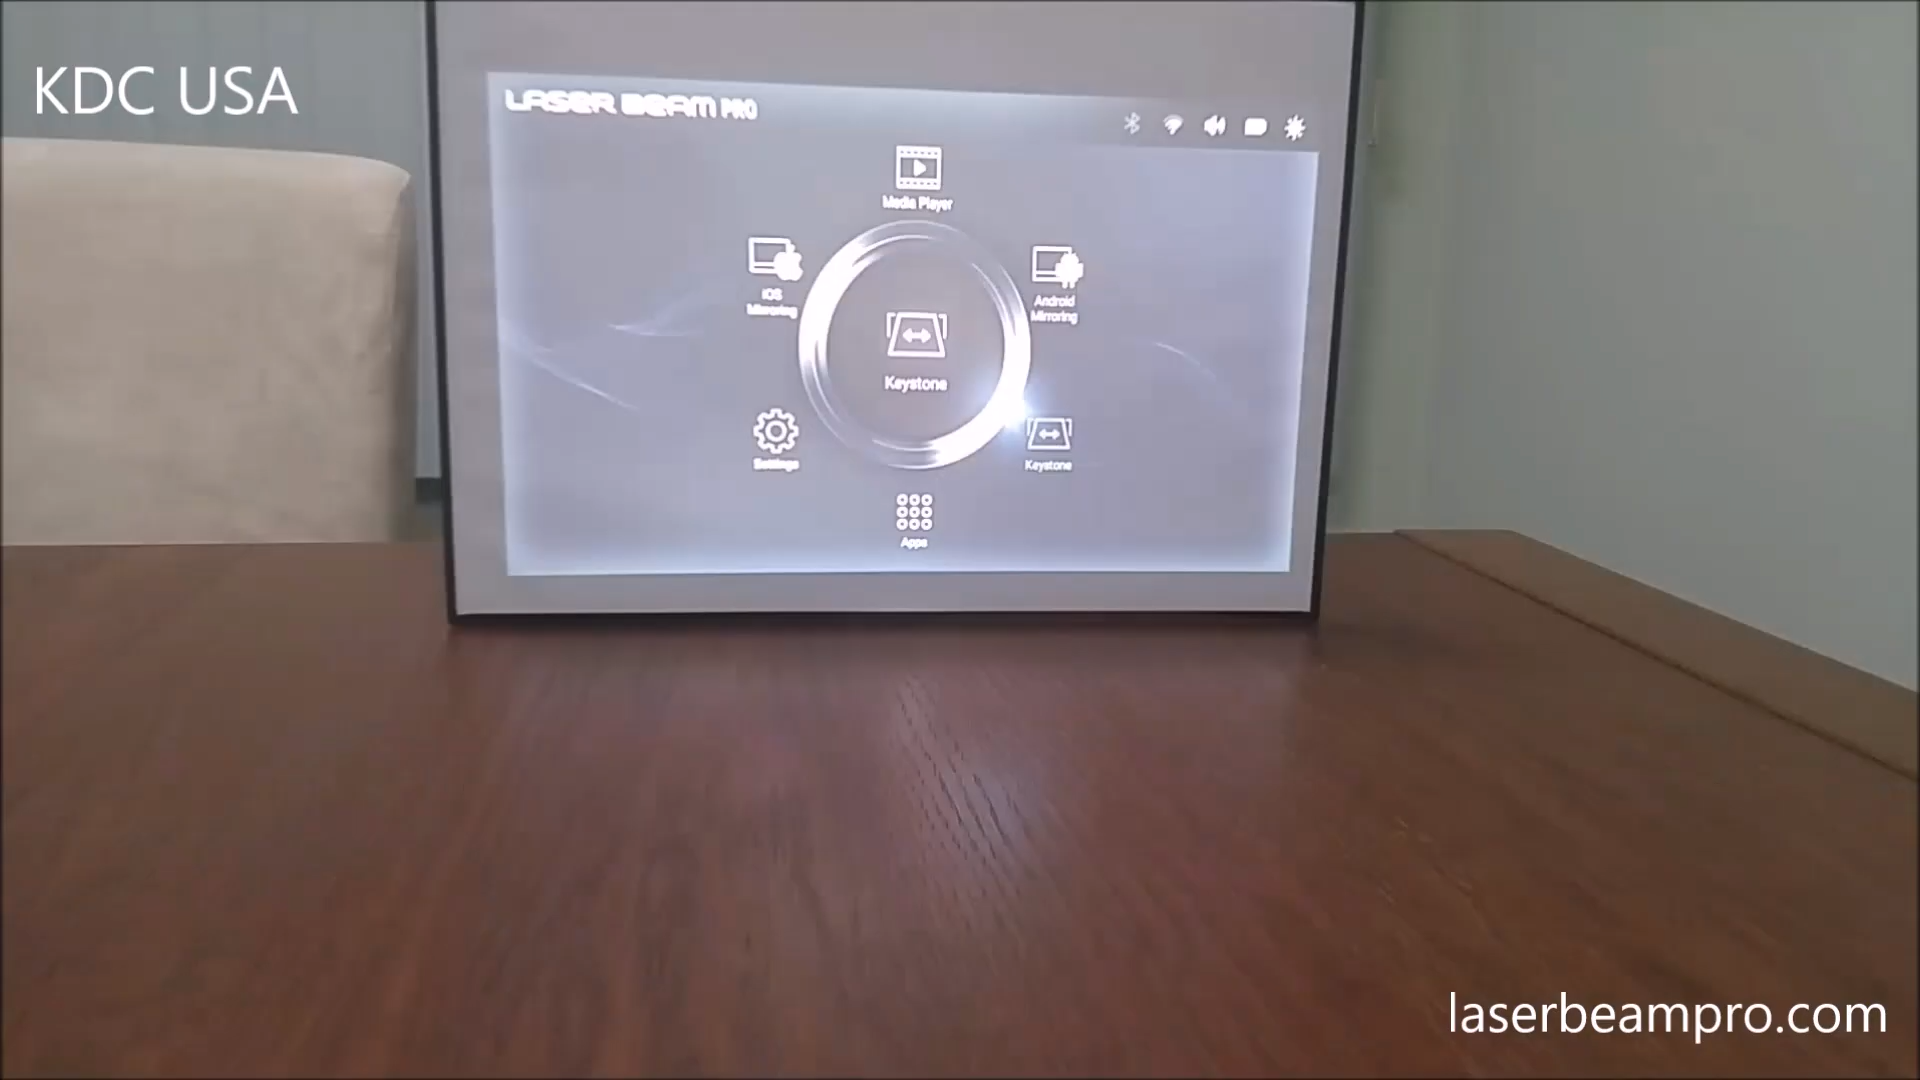 KDC USA
LASER BEAM PRO
Media Player
iOS
Mirroring
Android
Mirroring
Keystone
Settings
Keystone
Apps
laserbeampro.com